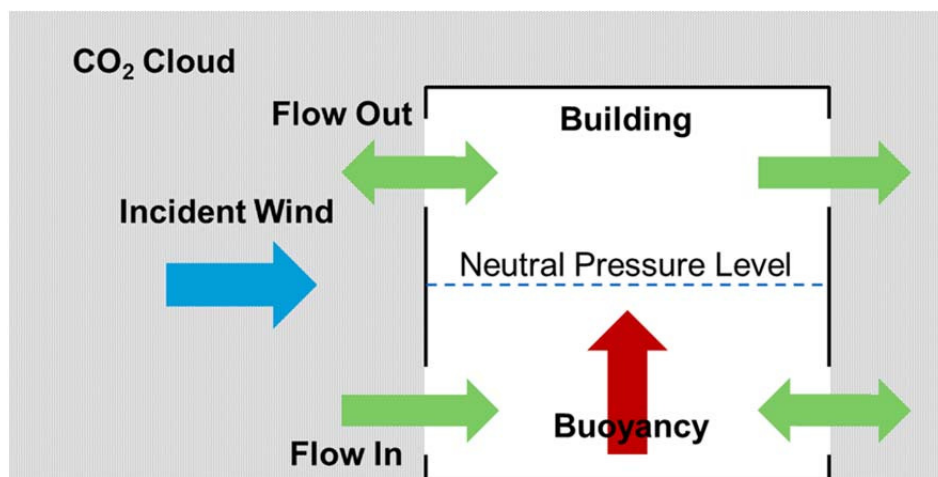 CO₂ Cloud
Flow Out
Building
Incident Wind
Neutral Pressure Level
Buoyancy
Flow In